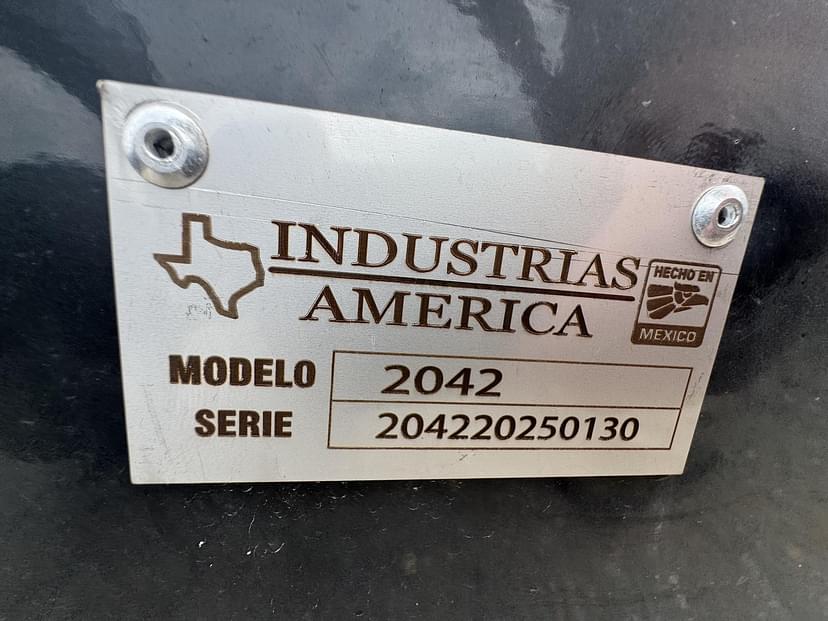 INDUSTRIAS
AMERICA
HECHO EN
MEXICO
MODELO 2042
SERIE 204220250130